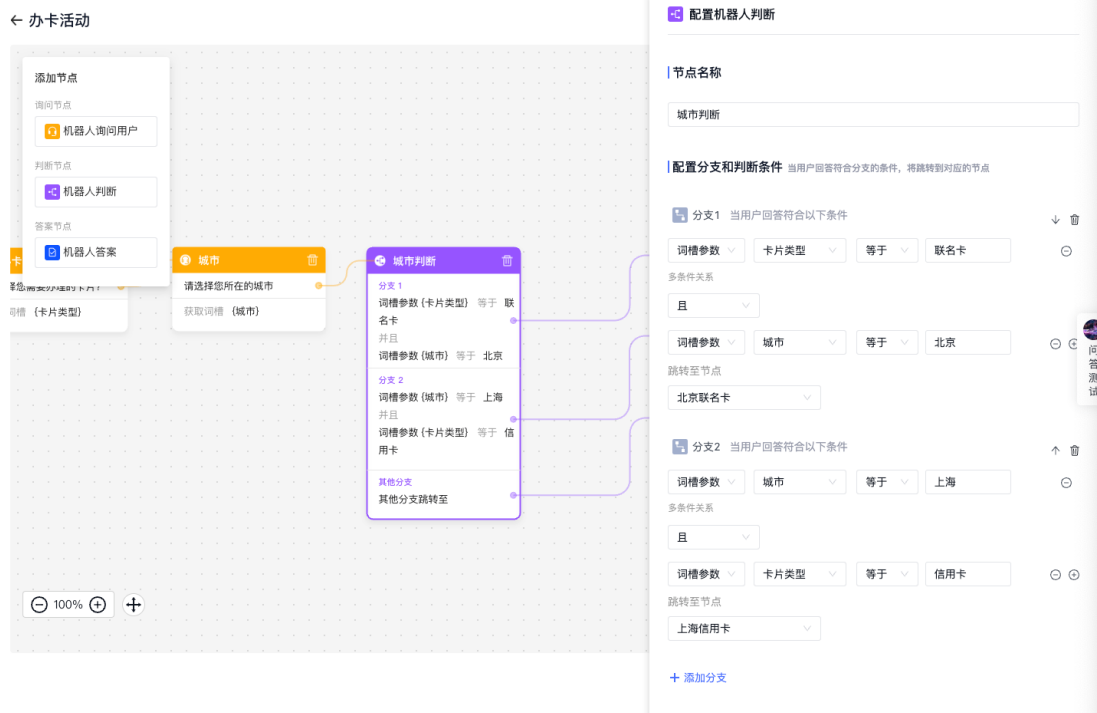 办卡活动
添加节点
询问节点
机器人询问用户
判断节点
机器人判断
答案节点
机器人答案
卡
择您需要办理的卡片?
词槽 {卡片类型}
城市
请选择您所在的城市
获取词槽 {城市}
城市判断
分支 1
词槽参数 {卡片类型} 等于 联
名卡
并且
词槽参数 {城市} 等于 北京
分支 2
词槽参数 {城市} 等于 上海
并且
词槽参数 {卡片类型} 等于 信
用卡
其他分支
其他分支跳转至
100%
配置机器人判断
节点名称
城市判断
配置分支和判断条件 当用户回答符合分支的条件，将跳转到对应的节点
分支1 当用户回答符合以下条件
词槽参数 卡片类型 等于 联名卡
多条件关系
且
词槽参数 城市 等于 北京
跳转至节点
北京联名卡
分支2 当用户回答符合以下条件
词槽参数 城市 等于 上海
多条件关系
且
词槽参数 卡片类型 等于 信用卡
跳转至节点
上海信用卡
+ 添加分支
问
答
测
试